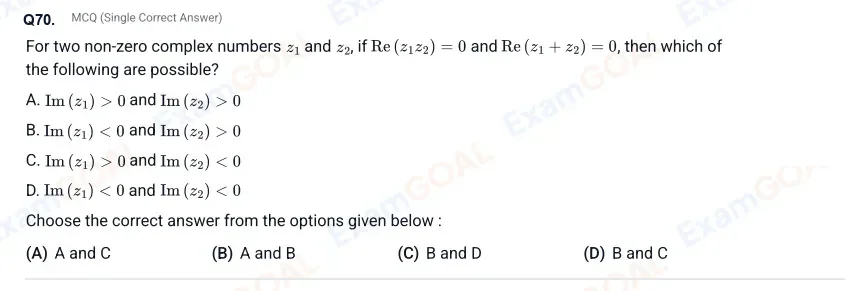 Q70. MCQ (Single Correct Answer)
For two non-zero complex numbers z₁ and z₂, if Re (z₁z₂) = 0 and Re (z₁ + z₂) = 0, then which of
the following are possible?
A. Im (z₁) > 0 and Im (z₂) > 0
B. Im (z₁) < 0 and Im (z₂) > 0
C. Im (z₁) > 0 and Im (z₂) < 0
D. Im (z₁) < 0 and Im (z₂) < 0
Choose the correct answer from the options given below :
(A) A and C (B) A and B (C) B and D (D) B and C